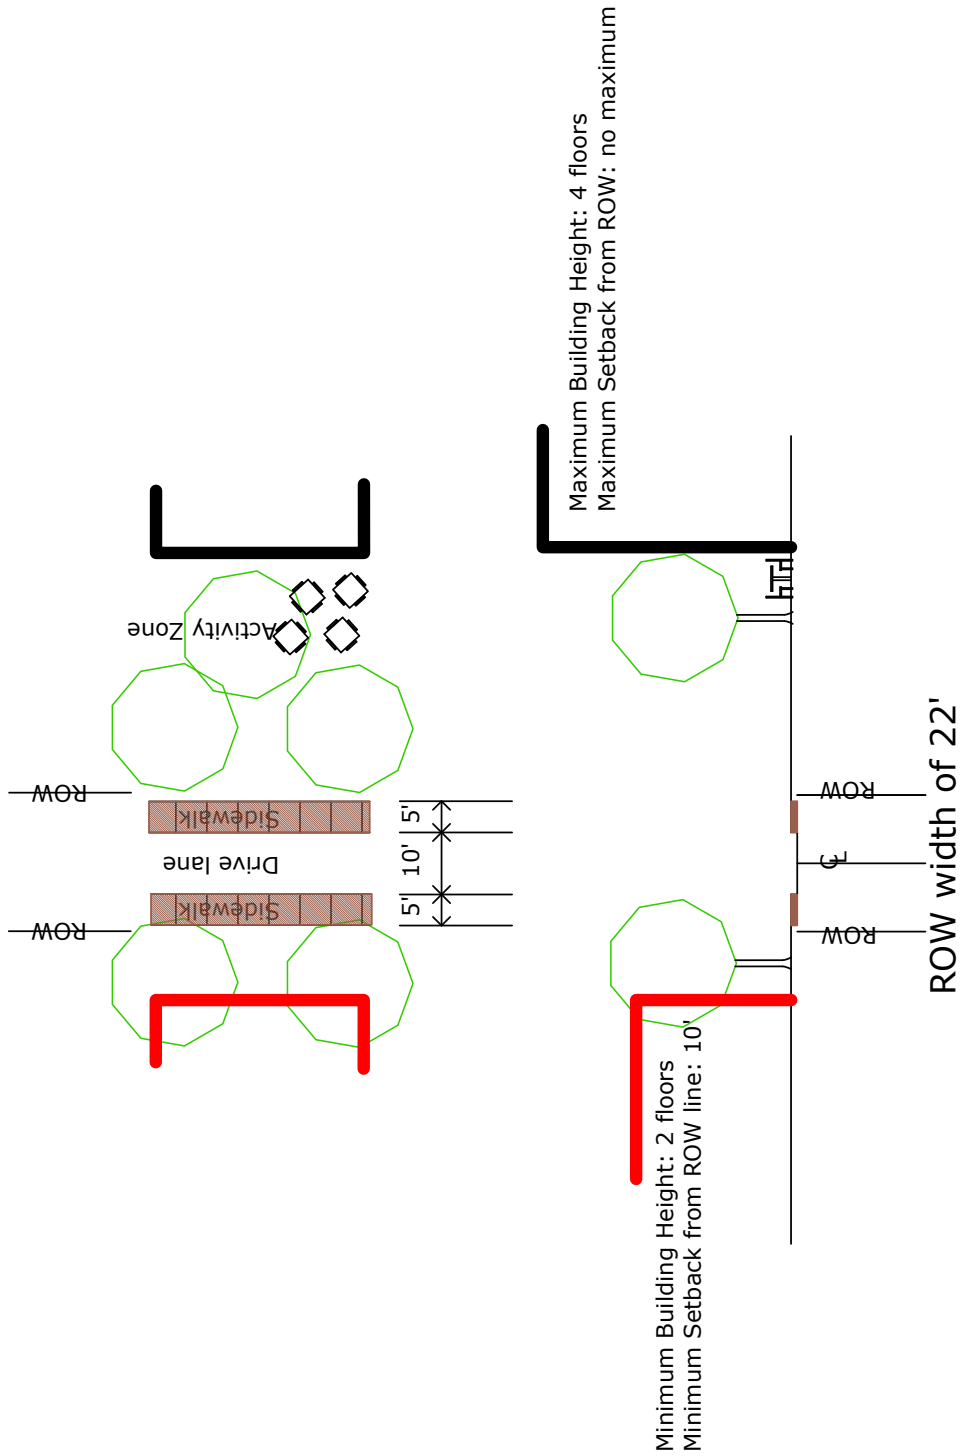 Maximum Building Height: 4 floors
Maximum Setback from ROW: no maximum
Activity Zone
ROW
Sidewalk
5'
Drive lane
10'
Sidewalk
5'
ROW
ROW
CL
ROW
ROW width of 22'
Minimum Building Height: 2 floors
Minimum Setback from ROW line: 10'